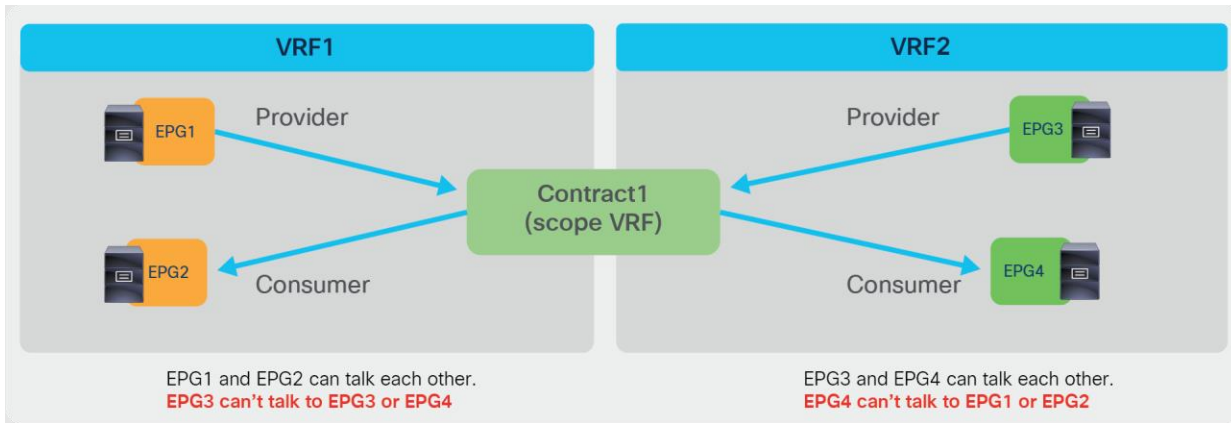 VRF1
VRF2
EPG1
Provider
Provider
EPG3
Contract1
(scope VRF)
EPG2
Consumer
Consumer
EPG4
EPG1 and EPG2 can talk each other.
EPG3 can’t talk to EPG3 or EPG4
EPG3 and EPG4 can talk each other.
EPG4 can’t talk to EPG1 or EPG2